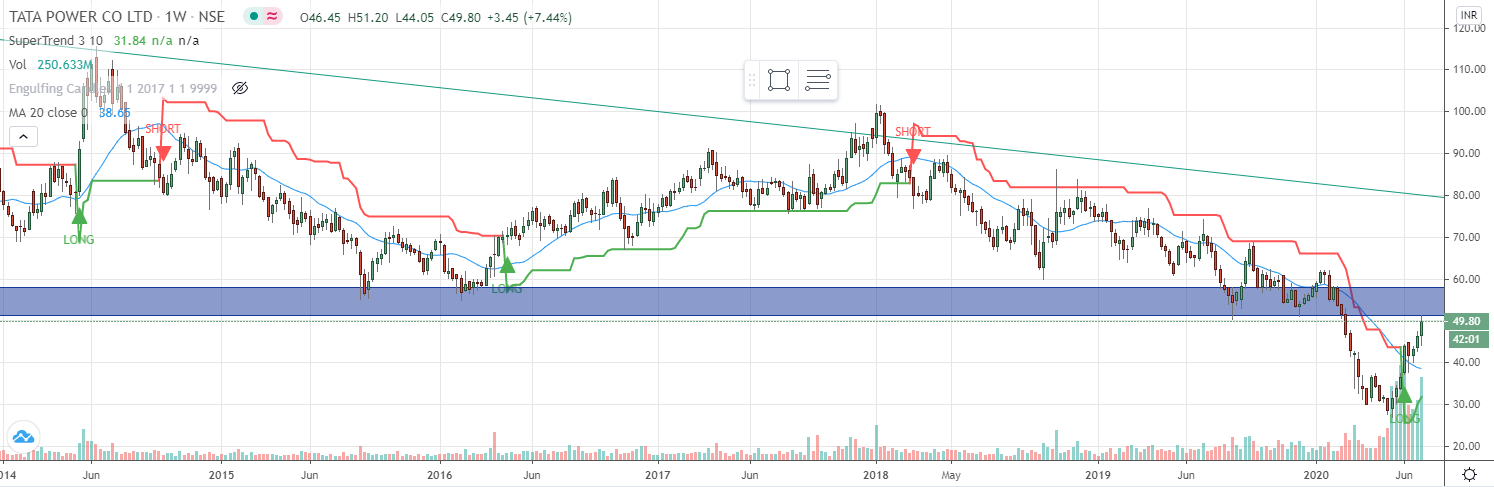 TATA POWER CO LTD · 1W · NSE ≈ O46.45 H51.20 L44.05 C49.80 +3.45 (+7.44%)
INR
SuperTrend 3 10 31.84 n/a n/a
Vol 250.633M
1 2017 1 1 9999
MA 20 close 0 38.65
SHORT
LONG
LONG
SHORT
LONG
120.00
110.00
100.00
90.00
80.00
70.00
60.00
49.80
42:01
40.00
30.00
20.00
2014 Jun 2015 Jun 2016 Jun 2017 Jun 2018 May 2019 Jun 2020 Jun